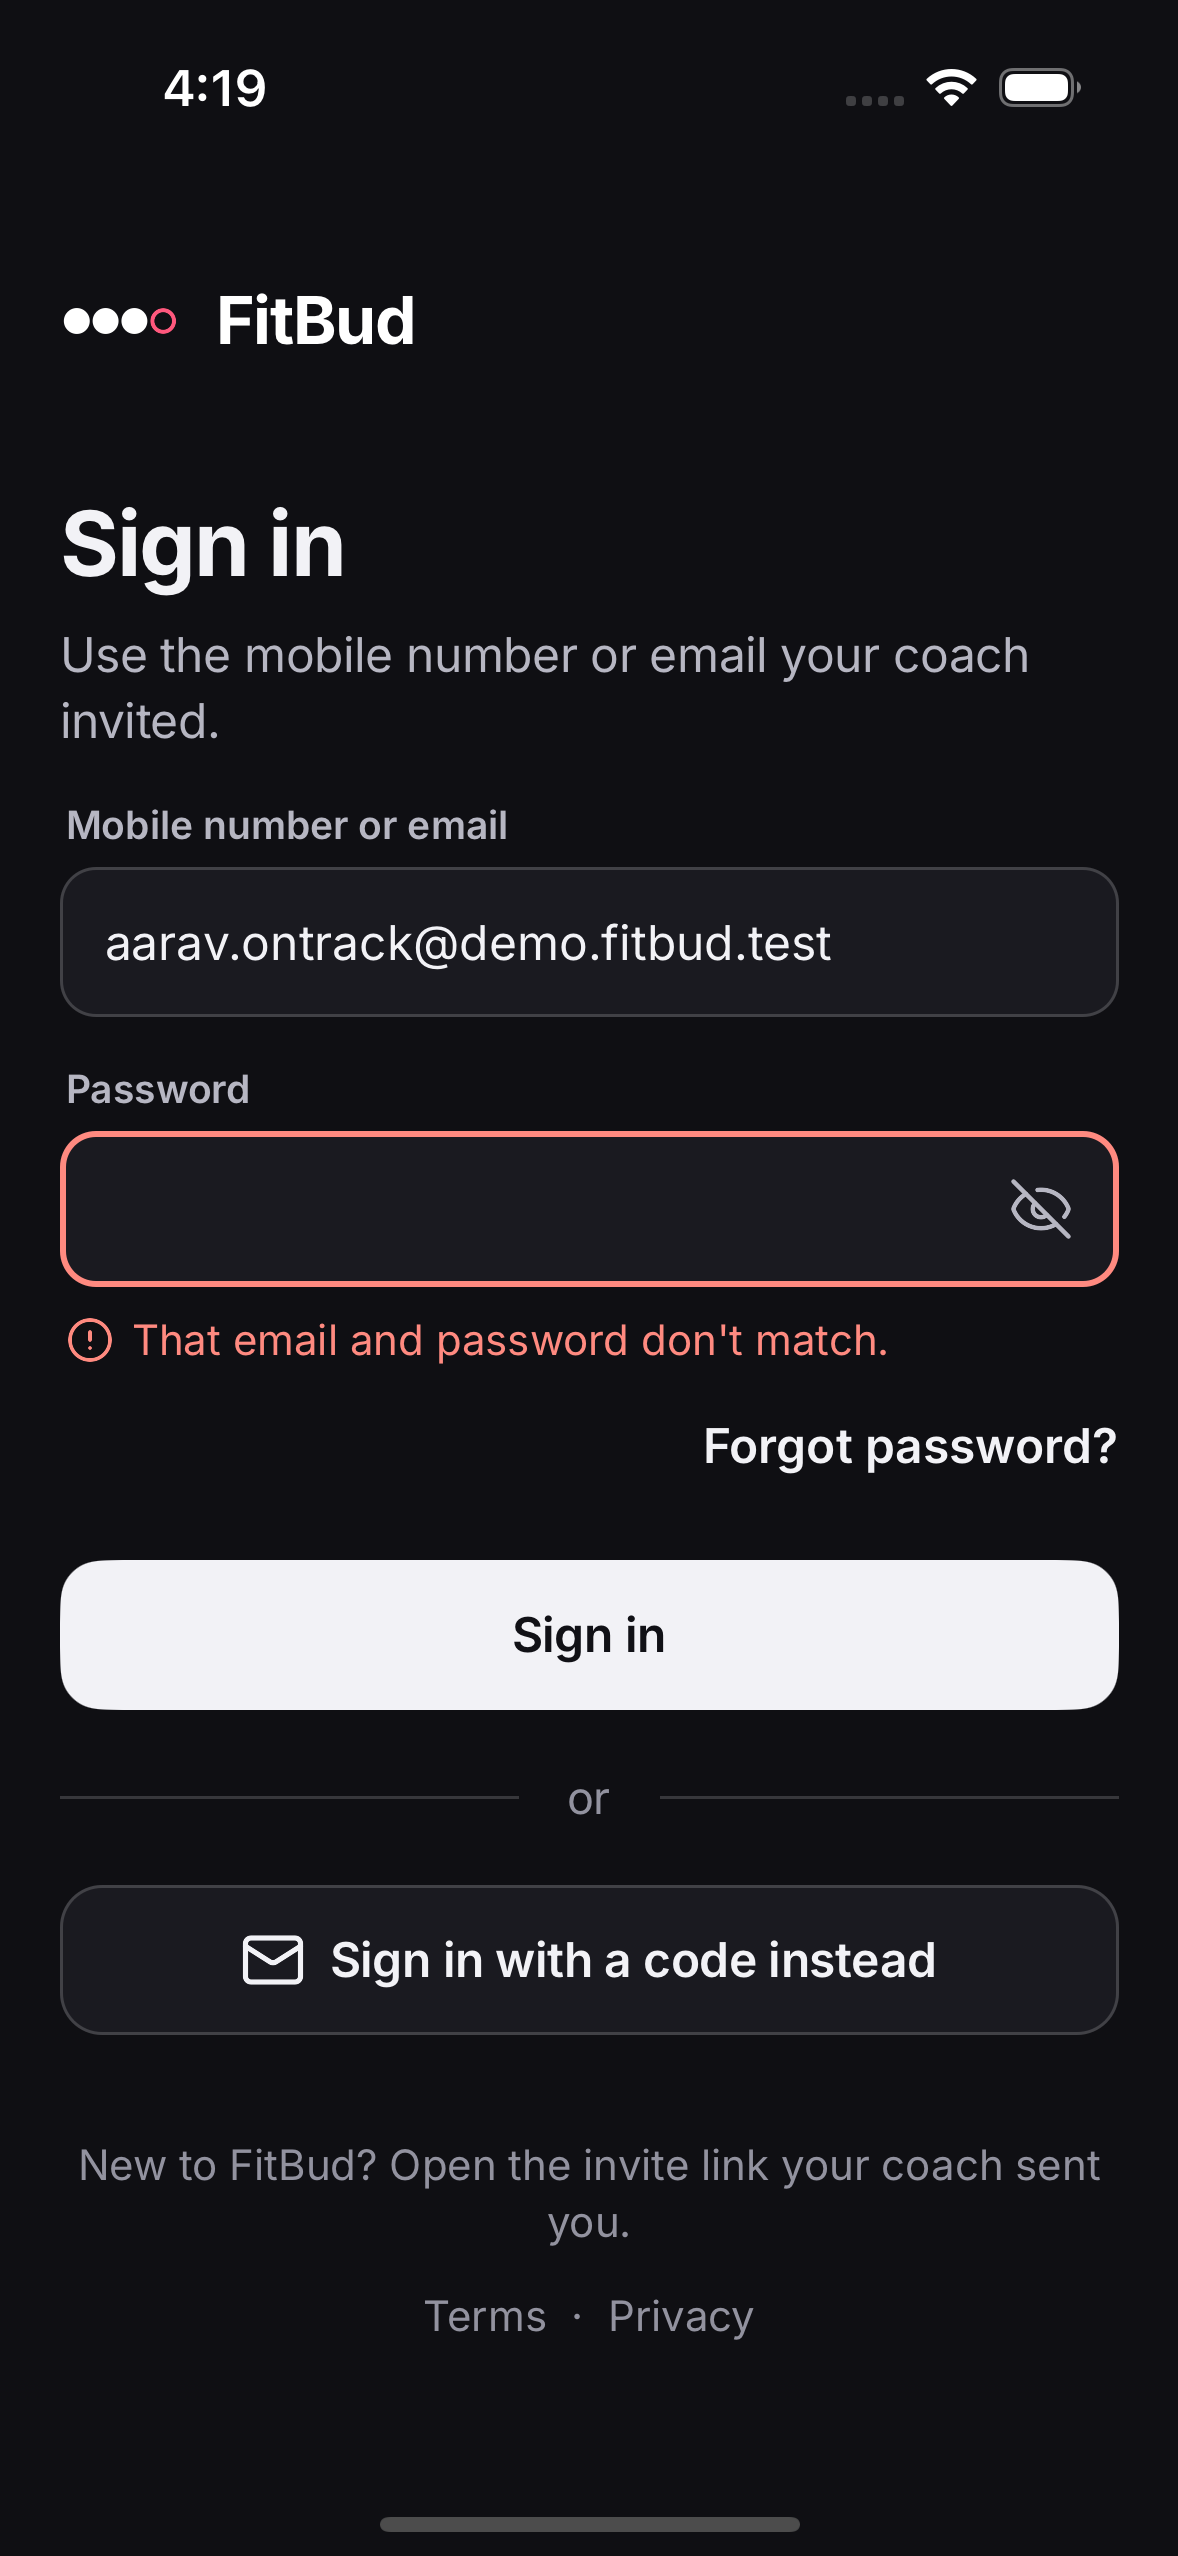 4:19
FitBud
Sign in
Use the mobile number or email your coach
invited.
Mobile number or email
aarav.ontrack@demo.fitbud.test
Password
That email and password don't match.
Forgot password?
Sign in
or
Sign in with a code instead
New to FitBud? Open the invite link your coach sent
you.
Terms · Privacy